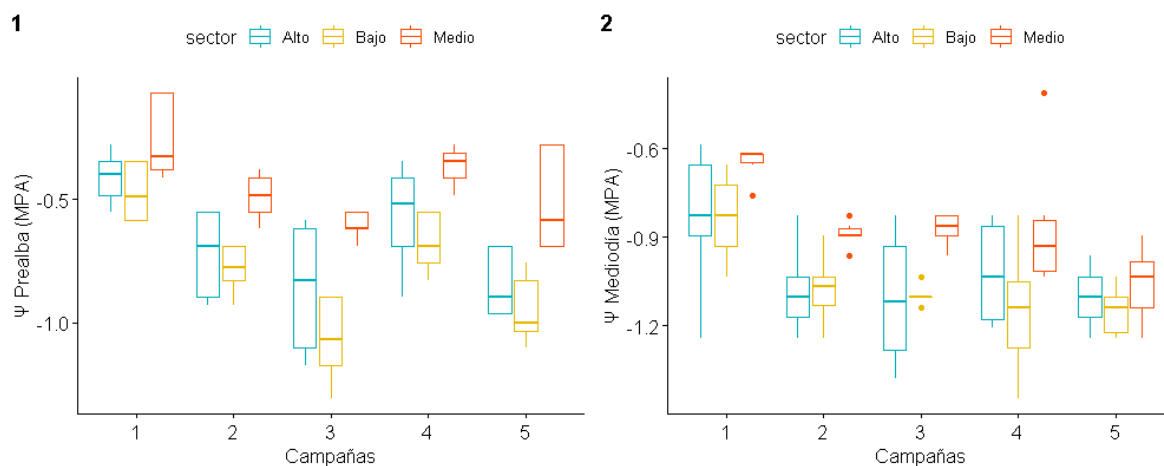 1
sector Alto Bajo Medio
Ψ Prealba (MPA)
-0.5
-1.0
1 2 3 4 5
Campañas
2
sector Alto Bajo Medio
Ψ Mediodía (MPA)
-0.6
-0.9
-1.2
1 2 3 4 5
Campañas